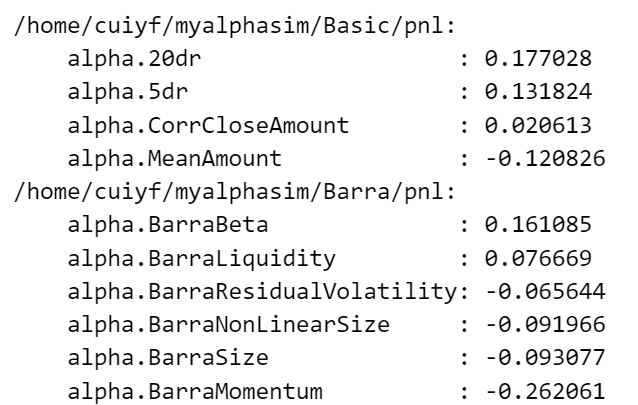 /home/cuiyf/myalphasim/Basic/pnl:
    alpha.20dr                  : 0.177028
    alpha.5dr                   : 0.131824
    alpha.CorrCloseAmount       : 0.020613
    alpha.MeanAmount            : -0.120826
/home/cuiyf/myalphasim/Barra/pnl:
    alpha.BarraBeta             : 0.161085
    alpha.BarraLiquidity        : 0.076669
    alpha.BarraResidualVolatility: -0.065644
    alpha.BarraNonLinearSize    : -0.091966
    alpha.BarraSize             : -0.093077
    alpha.BarraMomentum         : -0.262061